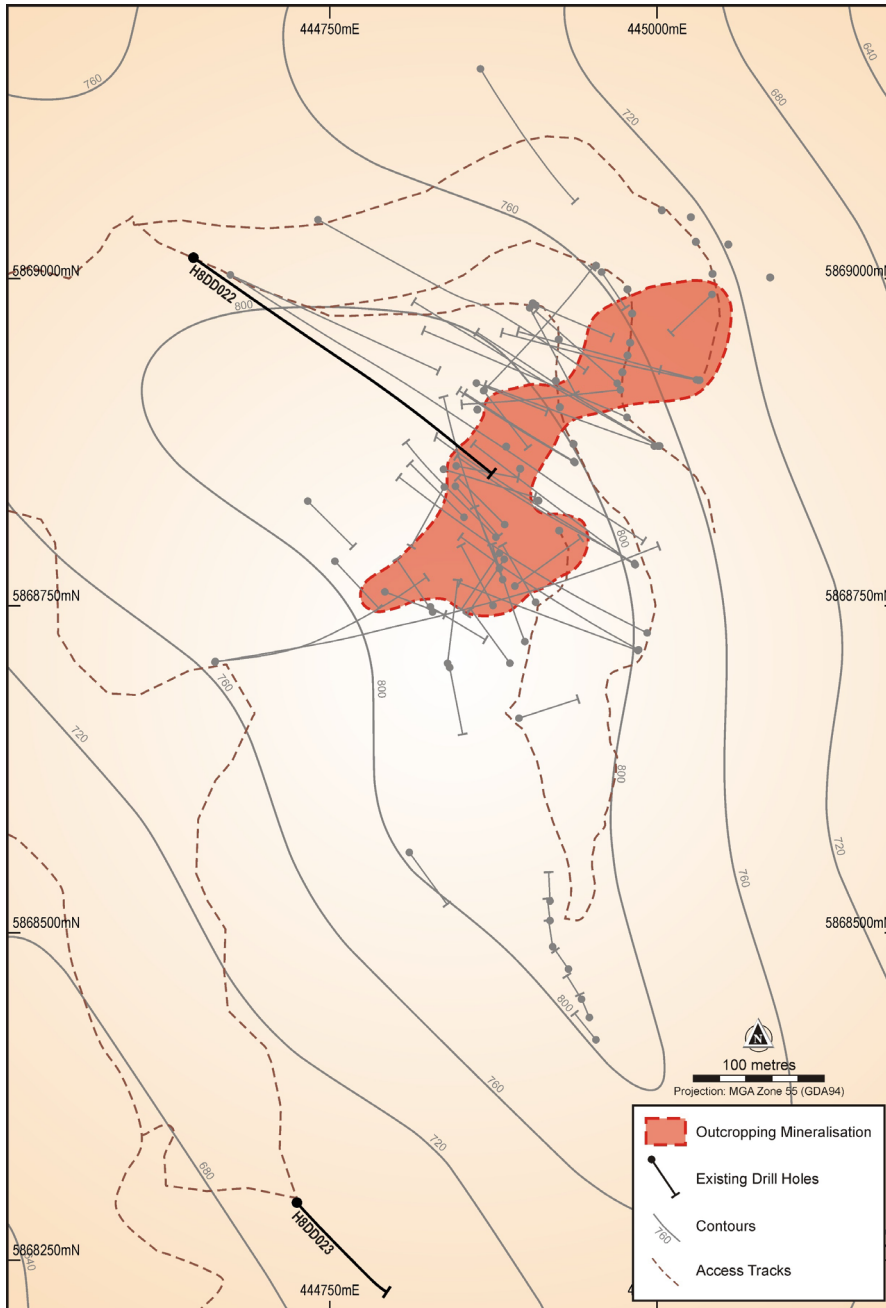 444750mE
445000mE
640
760
680
720
760
5869000mN
5869000mN
H8DD022
800
800
5868750mN
5868750mN
760
800
720
800
720
760
5868500mN
5868500mN
800
N
100 metres
Projection: MGA Zone 55 (GDA94)
760
720
680
Outcropping Mineralisation
Existing Drill Holes
Contours
760
Access Tracks
H8DD023
5868250mN
640
444750mE